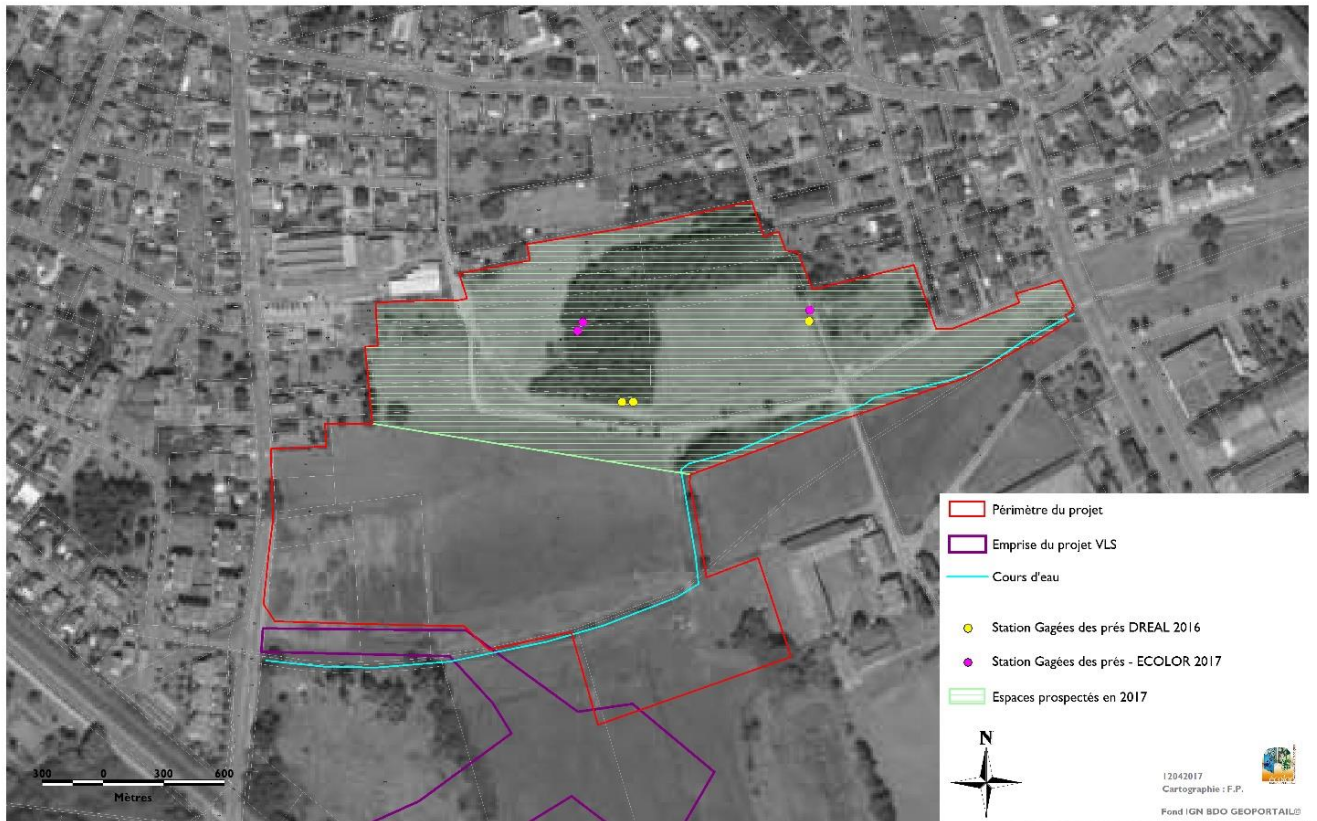 Périmètre du projet
Emprise du projet VLS
Cours d'eau
Station Gagées des prés DREAL 2016
Station Gagées des prés - ECOLOR 2017
Espaces prospectés en 2017
N
300 0 300 600
Mètres
12042017
Cartographie : F.P.
Fond IGN BDO GEOPORTAIL©